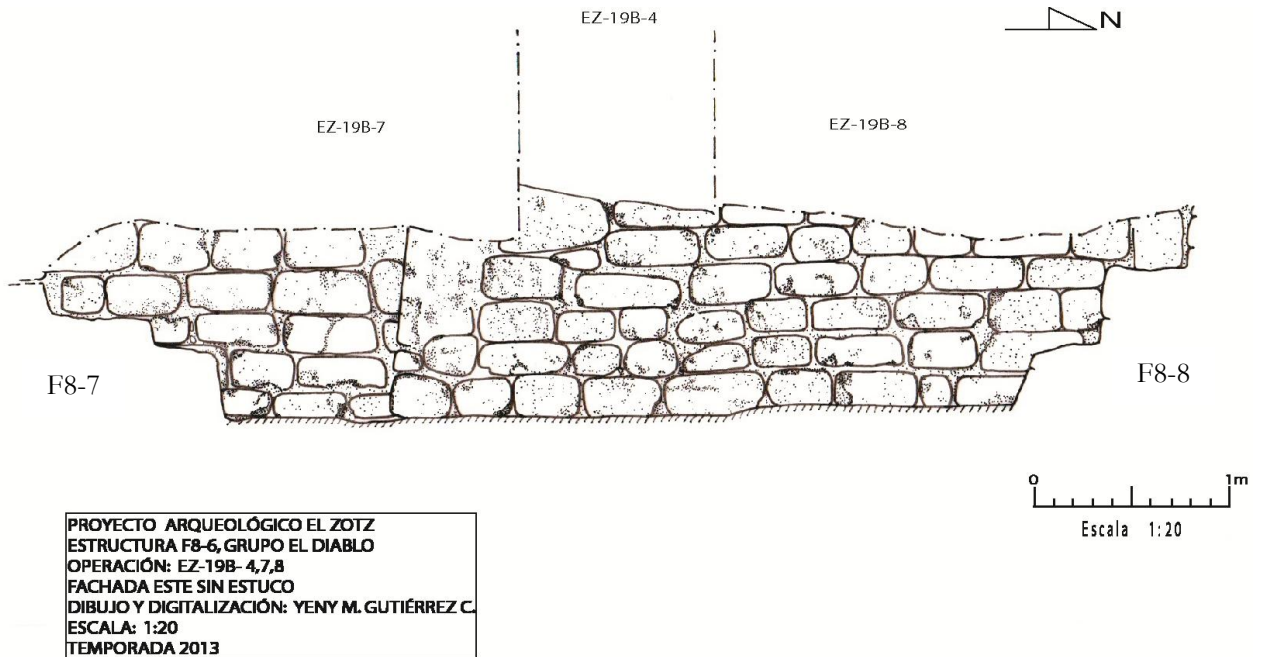 EZ-19B-4
N
EZ-19B-7
EZ-19B-8
F8-7
F8-8
0 1m
Escala 1:20
PROYECTO ARQUEOLÓGICO EL ZOTZ
ESTRUCTURA F8-6, GRUPO EL DIABLO
OPERACIÓN: EZ-19B- 4,7,8
FACHADA ESTE SIN ESTUCO
DIBUJO Y DIGITALIZACIÓN: YENY M. GUTIÉRREZ C.
ESCALA: 1:20
TEMPORADA 2013